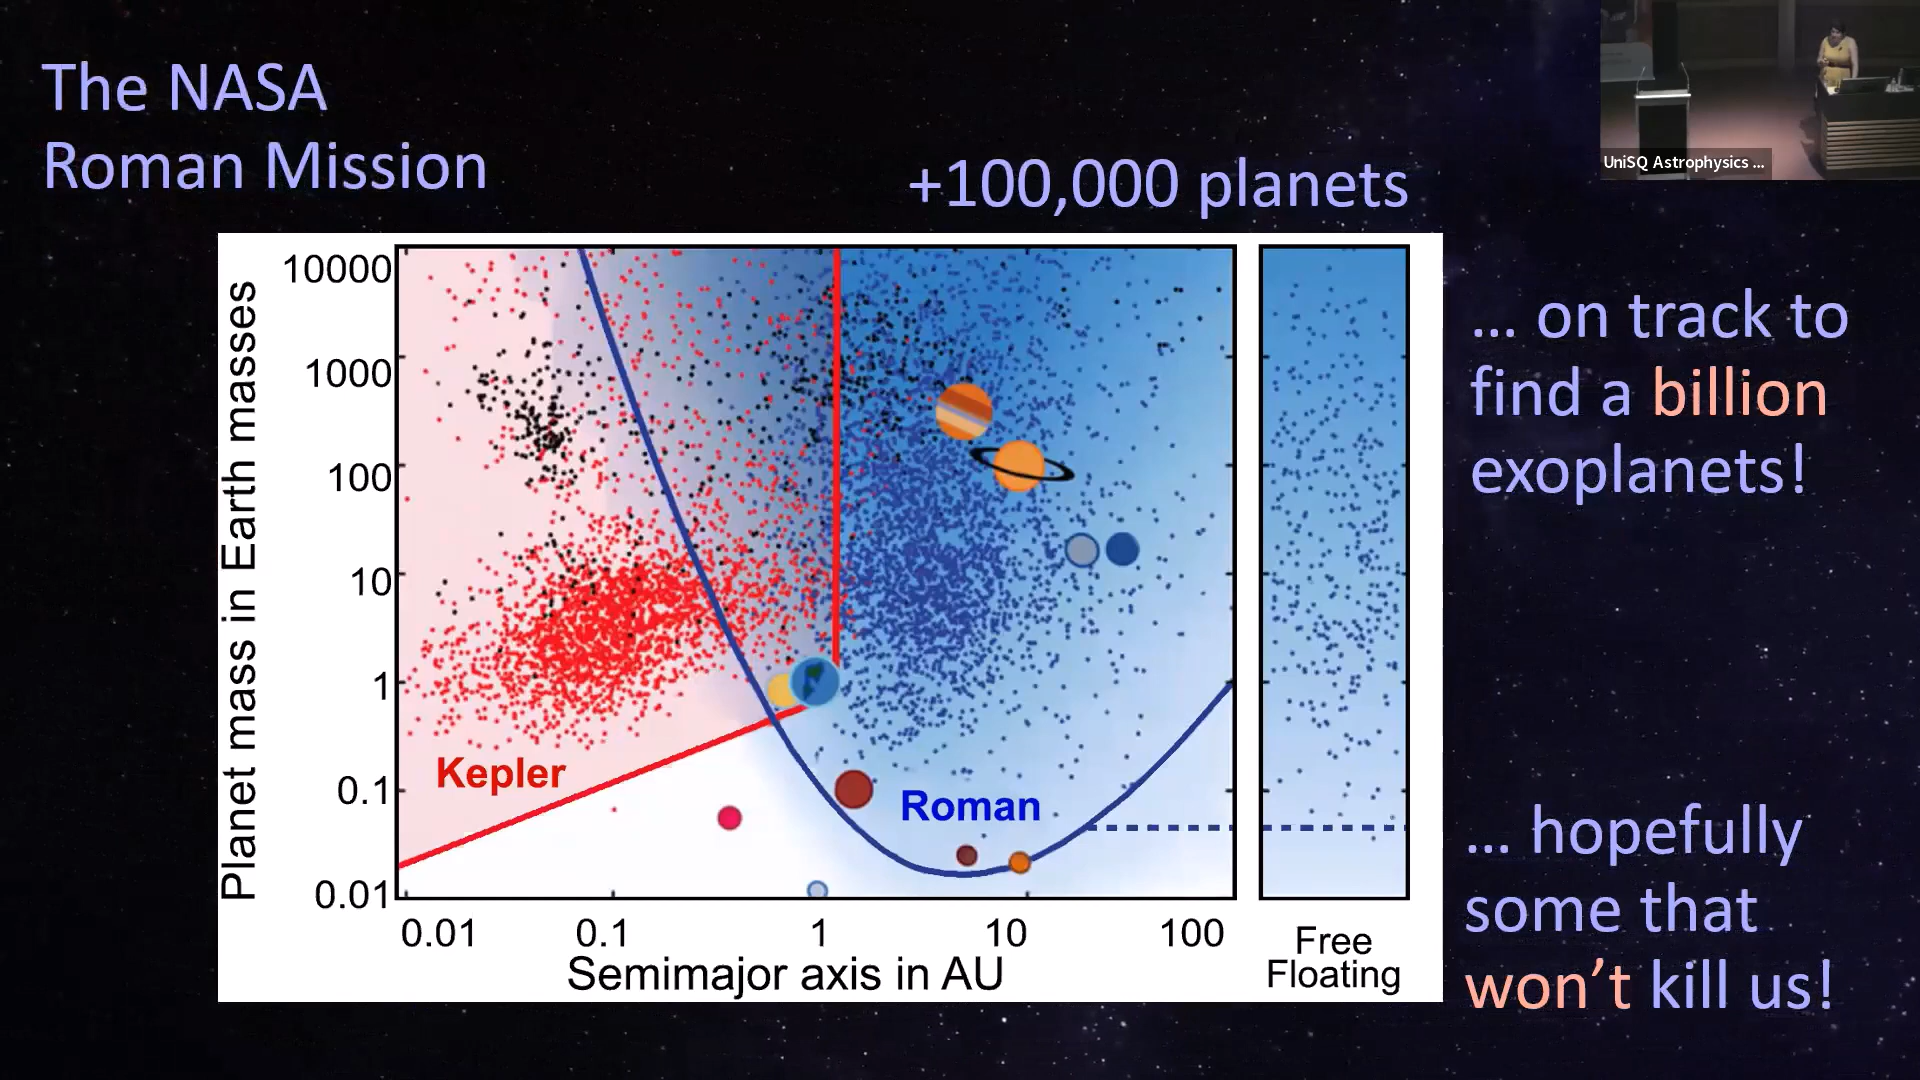 The NASA
Roman Mission
+100,000 planets
UniSQ Astrophysics ...
... on track to
find a billion
exoplanets!
... hopefully
some that
won't kill us!
Planet mass in Earth masses
10000
1000
100
10
1
0.1
0.01
Kepler
Roman
0.01 0.1 1 10 100
Semimajor axis in AU
Free
Floating